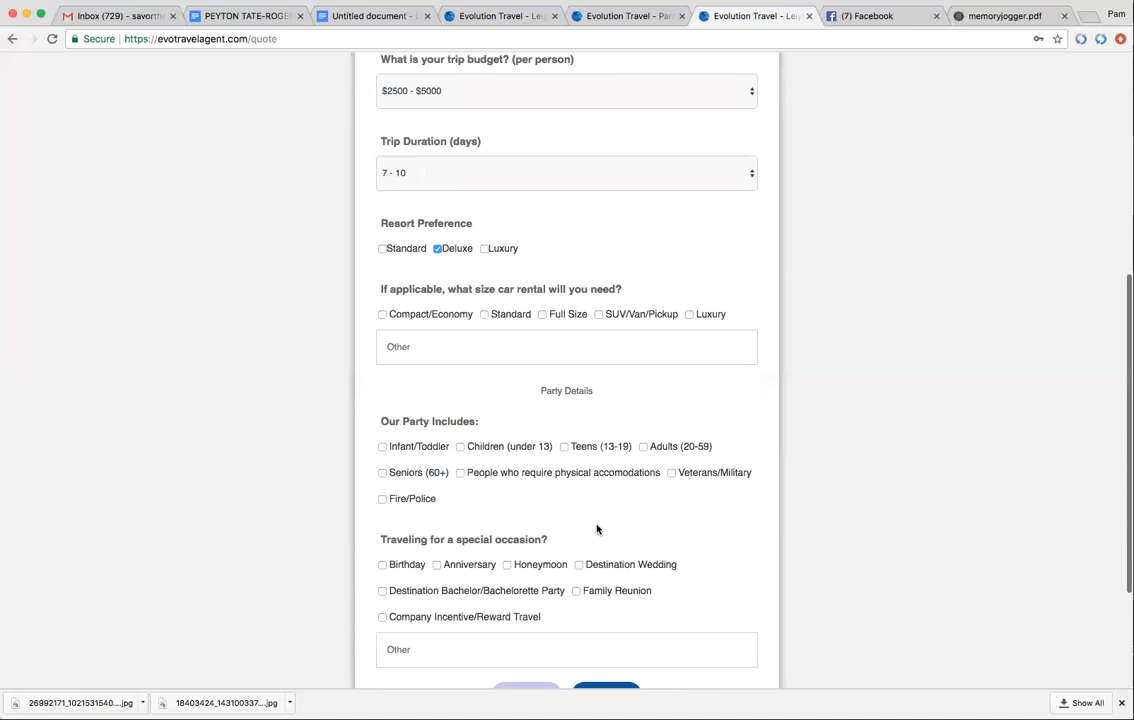 Inbox (729) - savorthe
PEYTON TATE-ROGE
Untitled document - G
Evolution Travel - Leiy
Evolution Travel - Par
Evolution Travel - Leiy
(7) Facebook
memoryjogger.pdf
Pam
Secure https://evotravelagent.com/quote
What is your trip budget? (per person)
$2500 - $5000
Trip Duration (days)
7 - 10
Resort Preference
Standard Deluxe Luxury
If applicable, what size car rental will you need?
Compact/Economy Standard Full Size SUV/Van/Pickup Luxury
Other
Party Details
Our Party Includes:
Infant/Toddler Children (under 13) Teens (13-19) Adults (20-59)
Seniors (60+) People who require physical accomodations Veterans/Military
Fire/Police
Traveling for a special occasion?
Birthday Anniversary Honeymoon Destination Wedding
Destination Bachelor/Bachelorette Party Family Reunion
Company Incentive/Reward Travel
Other
26992171_1021531540....jpg
18403424_143100337....jpg
Show All